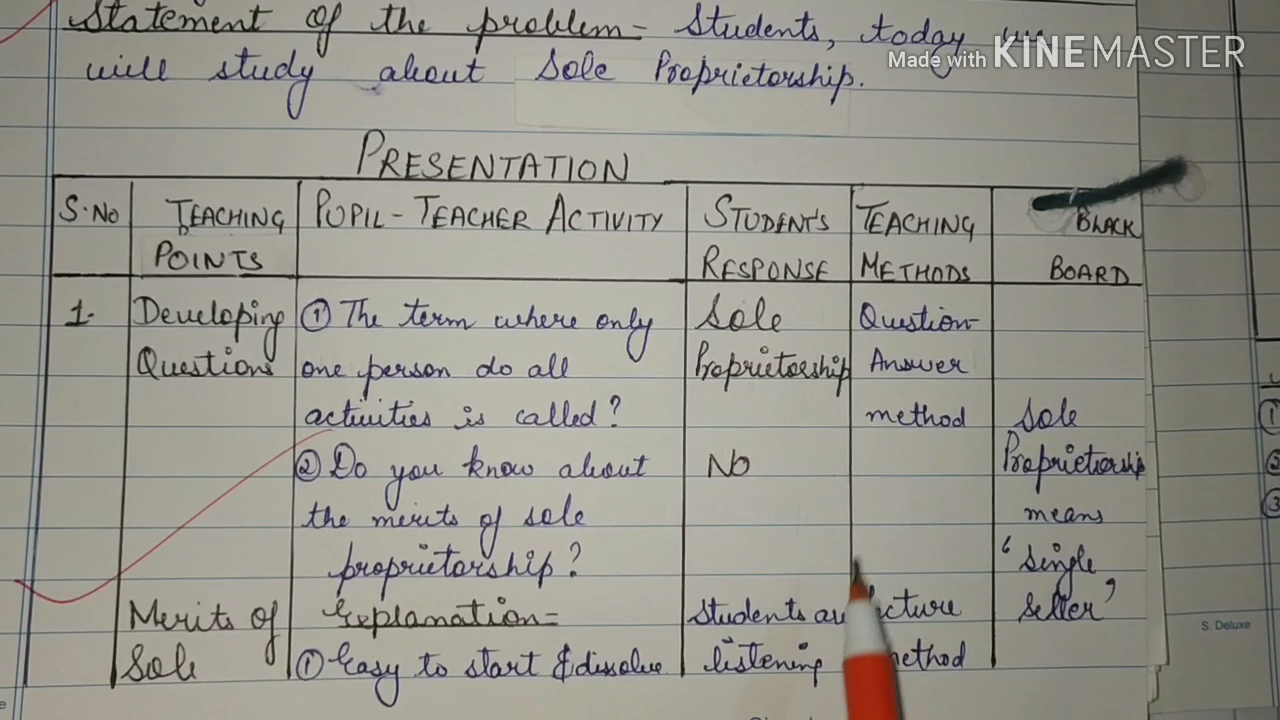 Statement of the problem - Students, today we
will study about Sole Proprietorship.
Made with KINEMASTER
PRESENTATION
S.No TEACHING POINTS PUPIL-TEACHER ACTIVITY STUDENT'S RESPONSE TEACHING METHODS BLACK BOARD
1. Developing ① The term where only Sole Question-
Questions one person do all Proprietorship Answer
activities is called? method Sole
② Do you know about No Proprietorship
the merits of sole means
proprietorship? 'Single
Merits of Explanation= Students are lecture Seller'
Sole ① Easy to start & dissolve listening method
①
②
③
S. Deluxe